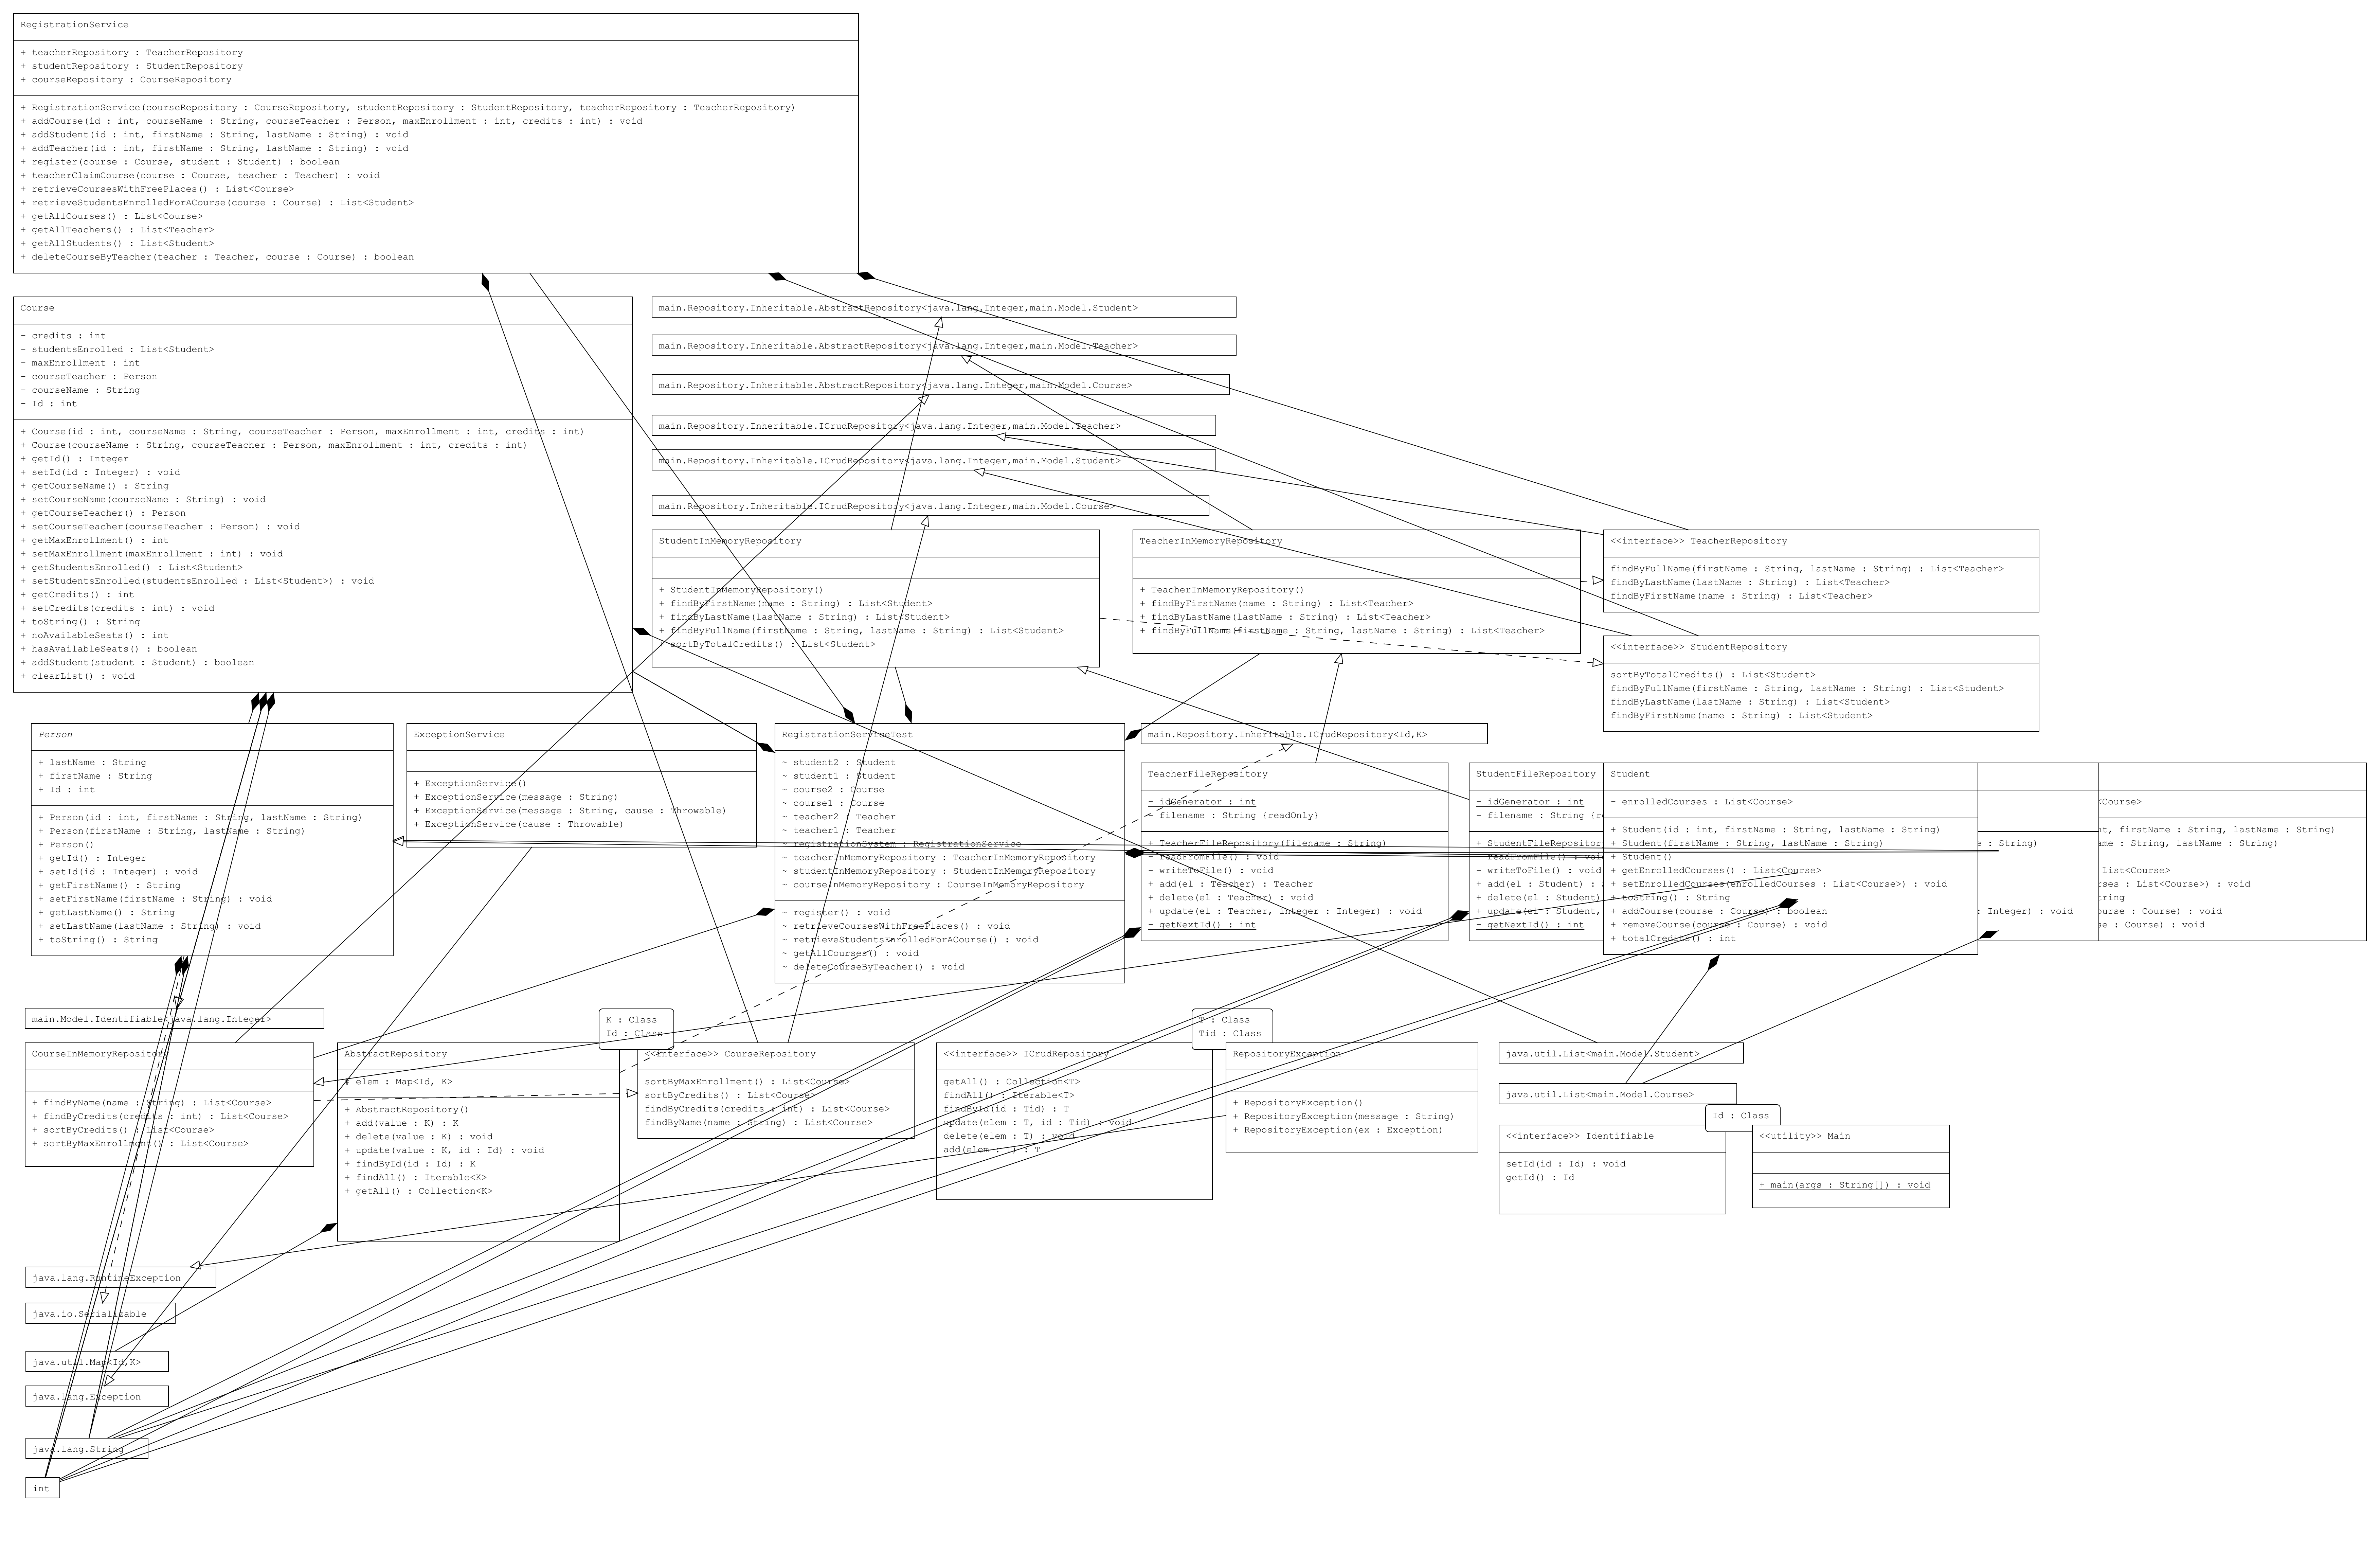 RegistrationService
+ teacherRepository : TeacherRepository
+ studentRepository : StudentRepository
+ courseRepository : CourseRepository
+ RegistrationService(courseRepository : CourseRepository, studentRepository : StudentRepository, teacherRepository : TeacherRepository)
+ addCourse(id : int, courseName : String, courseTeacher : Person, maxEnrollment : int, credits : int) : void
+ addStudent(id : int, firstName : String, lastName : String) : void
+ addTeacher(id : int, firstName : String, lastName : String) : void
+ register(course : Course, student : Student) : boolean
+ teacherClaimCourse(course : Course, teacher : Teacher) : void
+ retrieveCoursesWithFreePlaces() : List<Course>
+ retrieveStudentsEnrolledForACourse(course : Course) : List<Student>
+ getAllCourses() : List<Course>
+ getAllTeachers() : List<Teacher>
+ getAllStudents() : List<Student>
+ deleteCourseByTeacher(teacher : Teacher, course : Course) : boolean
Course
- credits : int
- studentsEnrolled : List<Student>
- maxEnrollment : int
- courseTeacher : Person
- courseName : String
- Id : int
+ Course(id : int, courseName : String, courseTeacher : Person, maxEnrollment : int, credits : int)
+ Course(courseName : String, courseTeacher : Person, maxEnrollment : int, credits : int)
+ getId() : Integer
+ setId(id : Integer) : void
+ getCourseName() : String
+ setCourseName(courseName : String) : void
+ getCourseTeacher() : Person
+ setCourseTeacher(courseTeacher : Person) : void
+ getMaxEnrollment() : int
+ setMaxEnrollment(maxEnrollment : int) : void
+ getStudentsEnrolled() : List<Student>
+ setStudentsEnrolled(studentsEnrolled : List<Student>) : void
+ getCredits() : int
+ setCredits(credits : int) : void
+ toString() : String
+ noAvailableSeats() : int
+ hasAvailableSeats() : boolean
+ addStudent(student : Student) : boolean
+ clearList() : void
main.Repository.Inheritable.AbstractRepository<java.lang.Integer,main.Model.Student>
main.Repository.Inheritable.AbstractRepository<java.lang.Integer,main.Model.Teacher>
main.Repository.Inheritable.AbstractRepository<java.lang.Integer,main.Model.Course>
main.Repository.Inheritable.ICrudRepository<java.lang.Integer,main.Model.Teacher>
main.Repository.Inheritable.ICrudRepository<java.lang.Integer,main.Model.Student>
main.Repository.Inheritable.ICrudRepository<java.lang.Integer,main.Model.Course>
StudentInMemoryRepository
+ StudentInMemoryRepository()
+ findByFirstName(name : String) : List<Student>
+ findByLastName(lastName : String) : List<Student>
+ findByFullName(firstName : String, lastName : String) : List<Student>
+ sortByTotalCredits() : List<Student>
TeacherInMemoryRepository
+ TeacherInMemoryRepository()
+ findByFirstName(name : String) : List<Teacher>
+ findByLastName(lastName : String) : List<Teacher>
+ findByFullName(firstName : String, lastName : String) : List<Teacher>
<<interface>> TeacherRepository
findByFullName(firstName : String, lastName : String) : List<Teacher>
findByLastName(lastName : String) : List<Teacher>
findByFirstName(name : String) : List<Teacher>
<<interface>> StudentRepository
sortByTotalCredits() : List<Student>
findByFullName(firstName : String, lastName : String) : List<Student>
findByLastName(lastName : String) : List<Student>
findByFirstName(name : String) : List<Student>
Person
+ lastName : String
+ firstName : String
+ Id : int
+ Person(id : int, firstName : String, lastName : String)
+ Person(firstName : String, lastName : String)
+ Person()
+ getId() : Integer
+ setId(id : Integer) : void
+ getFirstName() : String
+ setFirstName(firstName : String) : void
+ getLastName() : String
+ setLastName(lastName : String) : void
+ toString() : String
ExceptionService
+ ExceptionService()
+ ExceptionService(message : String)
+ ExceptionService(message : String, cause : Throwable)
+ ExceptionService(cause : Throwable)
RegistrationServiceTest
~ student2 : Student
~ student1 : Student
~ course2 : Course
~ course1 : Course
~ teacher2 : Teacher
~ teacher1 : Teacher
~ registrationSystem : RegistrationService
~ teacherInMemoryRepository : TeacherInMemoryRepository
~ studentInMemoryRepository : StudentInMemoryRepository
~ courseInMemoryRepository : CourseInMemoryRepository
~ register() : void
~ retrieveCoursesWithFreePlaces() : void
~ retrieveStudentsEnrolledForACourse() : void
~ getAllCourses() : void
~ deleteCourseByTeacher() : void
main.Repository.Inheritable.ICrudRepository<Id,K>
TeacherFileRepository
- idGenerator : int
- filename : String {readOnly}
+ TeacherFileRepository(filename : String)
- readFromFile() : void
- writeToFile() : void
+ add(el : Teacher) : Teacher
+ delete(el : Teacher) : void
+ update(el : Teacher, integer : Integer) : void
- getNextId() : int
StudentFileRepository
- idGenerator : int
- filename : String
+ StudentFileRepository
- readFromFile() : void
- writeToFile() : void
+ add(el : Student) :
+ delete(el : Student)
+ update(el : Student,
- getNextId() : int
Student
- enrolledCourses : List<Course>
+ Student(id : int, firstName : String, lastName : String)
+ Student(firstName : String, lastName : String)
+ Student()
+ getEnrolledCourses() : List<Course>
+ setEnrolledCourses(enrolledCourses : List<Course>) : void
+ toString() : String
+ addCourse(course : Course) : boolean
+ removeCourse(course : Course) : void
+ totalCredits() : int
: String)
Integer) : void
<Course>
firstName : String, lastName : String)
String, lastName : String)
List<Course>
: List<Course>) : void
: Course) : void
: Course) : void
main.Model.Identifiable<java.lang.Integer>
CourseInMemoryRepository
+ findByName(name : String) : List<Course>
+ findByCredits(credits : int) : List<Course>
+ sortByCredits() : List<Course>
+ sortByMaxEnrollment() : List<Course>
AbstractRepository
K : Class
Id : Class
# elem : Map<Id, K>
+ AbstractRepository()
+ add(value : K) : K
+ delete(value : K) : void
+ update(value : K, id : Id) : void
+ findById(id : Id) : K
+ findAll() : Iterable<K>
+ getAll() : Collection<K>
<<interface>> CourseRepository
sortByMaxEnrollment() : List<Course>
sortByCredits() : List<Course>
findByCredits(credits : int) : List<Course>
findByName(name : String) : List<Course>
<<interface>> ICrudRepository
T : Class
Tid : Class
getAll() : Collection<T>
findAll() : Iterable<T>
findById(id : Tid) : T
update(elem : T, id : Tid) : void
delete(elem : T) : void
add(elem : T) : T
RepositoryException
+ RepositoryException()
+ RepositoryException(message : String)
+ RepositoryException(ex : Exception)
java.util.List<main.Model.Student>
java.util.List<main.Model.Course>
Id : Class
<<interface>> Identifiable
setId(id : Id) : void
getId() : Id
<<utility>> Main
+ main(args : String[]) : void
java.lang.RuntimeException
java.io.Serializable
java.util.Map<Id,K>
java.lang.Exception
java.lang.String
int